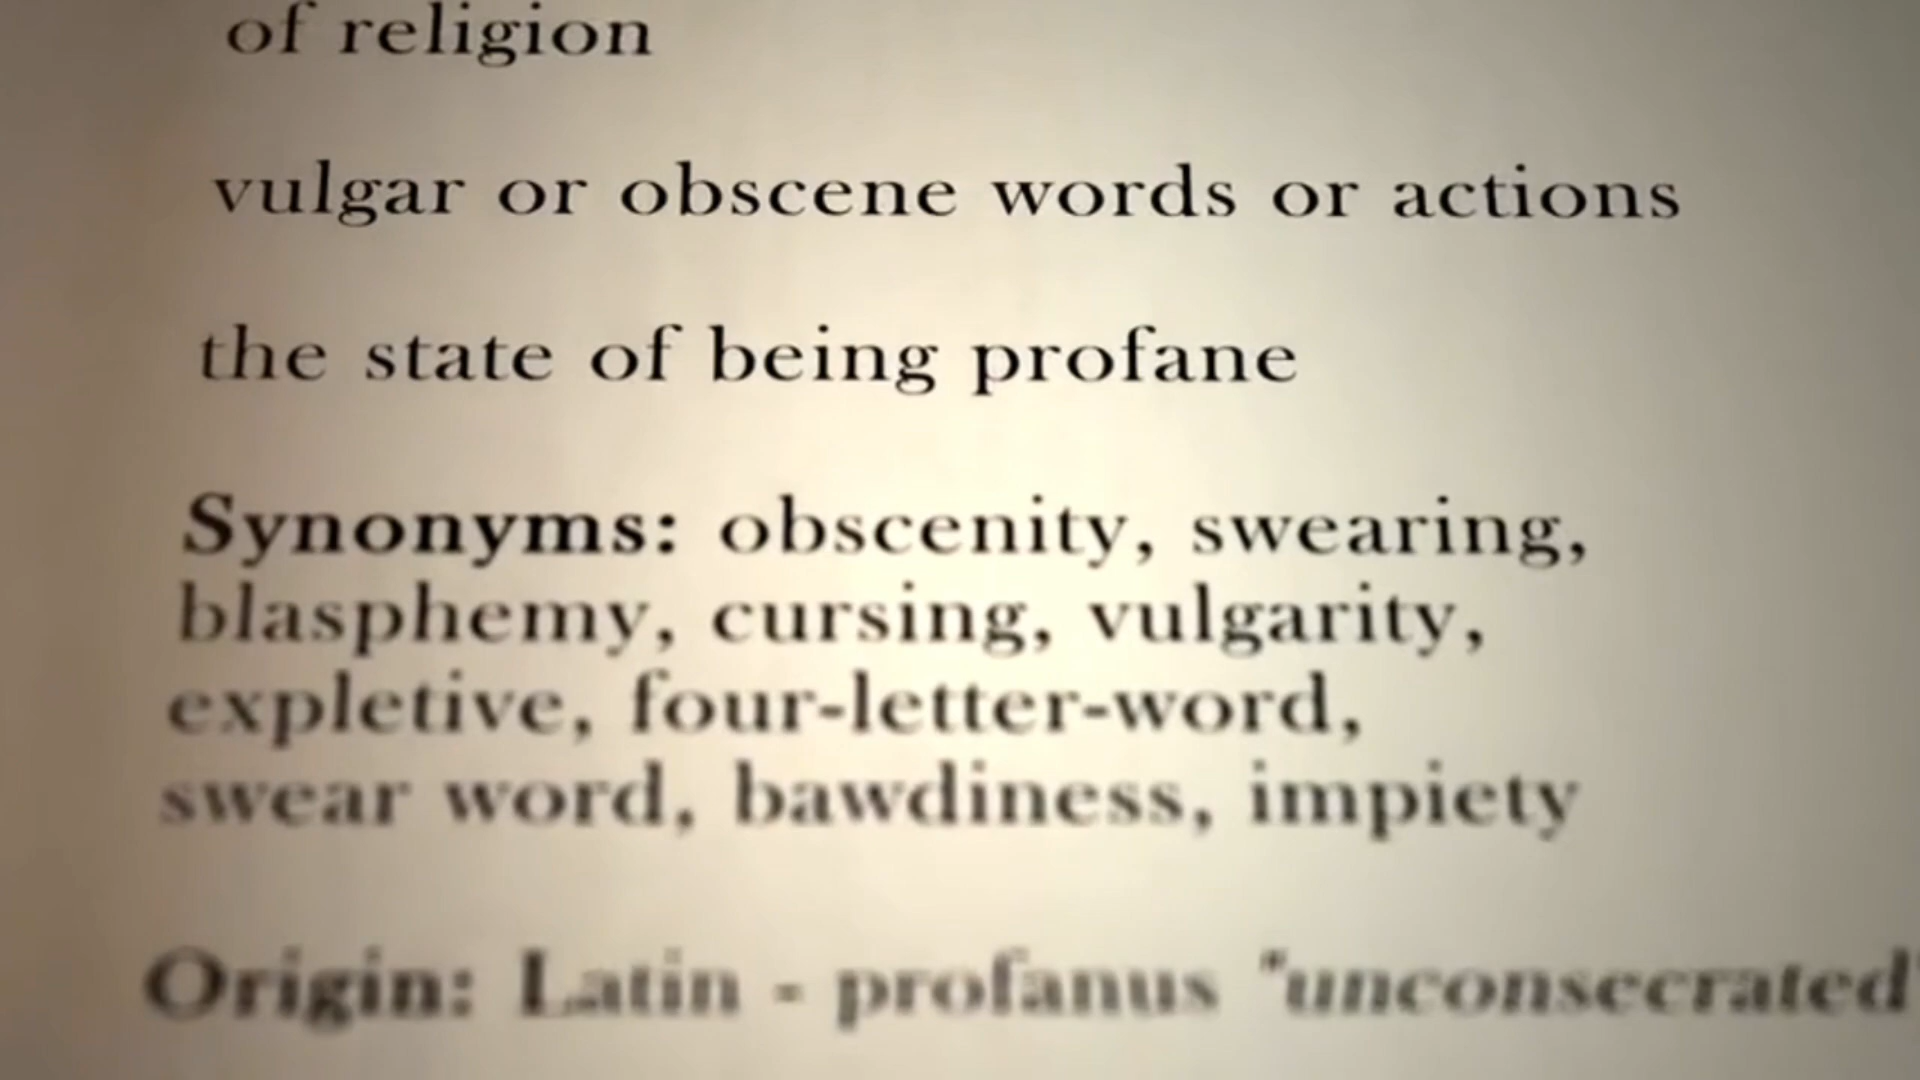 of religion
vulgar or obscene words or actions
the state of being profane
Synonyms: obscenity, swearing,
blasphemy, cursing, vulgarity,
expletive, four-letter-word,
swear word, bawdiness, impiety
Origin: Latin - profanus "unconsecrated"